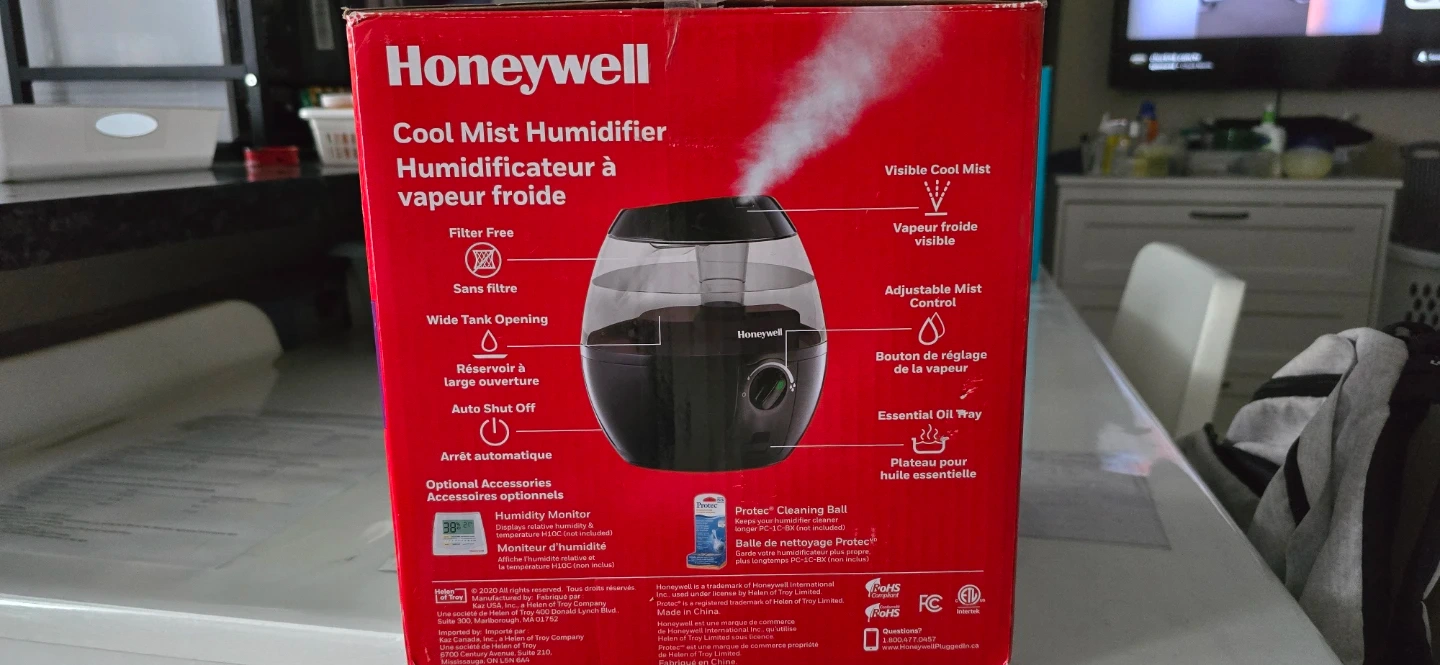 Honeywell
Cool Mist Humidifier
Humidificateur à
vapeur froide
Filter Free
Sans filtre
Wide Tank Opening
Réservoir à
large ouverture
Auto Shut Off
Arrêt automatique
Visible Cool Mist
Vapeur froide
visible
Adjustable Mist
Control
Bouton de réglage
de la vapeur
Essential Oil Tray
Plateau pour
huile essentielle
Honeywell
Optional Accessories
Accessoires optionnels
38%
Humidity Monitor
Displays relative humidity &
temperature H10C (not included)
Moniteur d'humidité
Affiche l'humidité relative et
la température H10C (non inclus)
Protec
Protec® Cleaning Ball
Keeps your humidifier cleaner
longer PC-1C-BX (not included)
Balle de nettoyage Protec
Garde votre humidificateur plus propre,
plus longtemps PC-1C-BX (non inclus)
Helen
of Troy
© 2020 All rights reserved. Tous droits réservés.
Manufactured by: Fabriqué par
Kaz USA, Inc., a Helen of Troy Company
Une société de Helen of Troy 400 Donald Lynch Blvd.
Suite 300, Marlborough, MA 01752
Imported by: Importé par:
Kaz Canada, Inc., a Helen of Troy Company
Une société de Helen of Troy
6700 Century Avenue, Suite 210,
Mississauga, ON L5N 6A4
Honeywell is a trademark of Honeywell International
Inc., used under license by Helen of Troy Limited.
Protec® is a registered trademark of Helen of Troy Limited.
Made in China.
Honeywell est une marque de commerce
de Honeywell International Inc., qu'utilise
Helen of Troy Limited sous licence
Protec est une marque de commerce propriété
de Helen of Troy Limited.
Fabriqué en Chine.
RoHS
Compliant
RoHS
FC
ETL
Intertek
Questions?
1.800.477.0457
www.HoneywellPluggedIn.ca